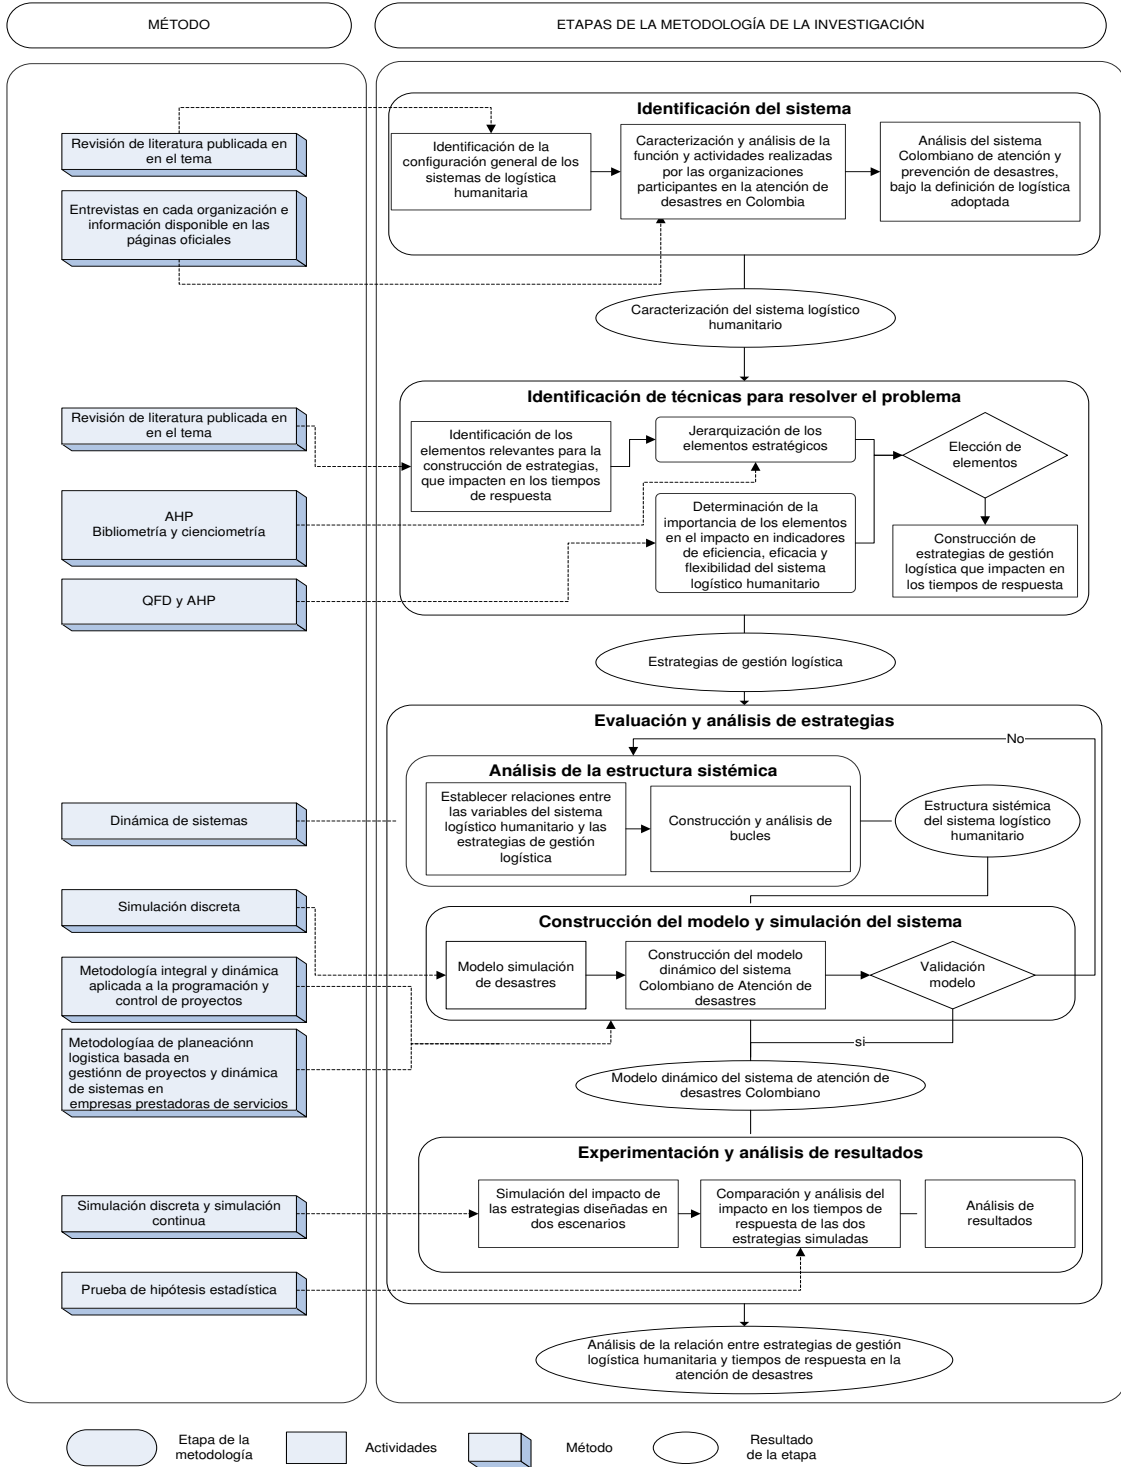 MÉTODO
ETAPAS DE LA METODOLOGÍA DE LA INVESTIGACIÓN
Identificación del sistema
Revisión de literatura publicada en
en el tema
Entrevistas en cada organización e
información disponible en las
páginas oficiales
Identificación de la
configuración general de los
sistemas de logística
humanitaria
Caracterización y análisis de la
función y actividades realizadas
por las organizaciones
participantes en la atención de
desastres en Colombia
Análisis del sistema
Colombiano de atención y
prevención de desastres,
bajo la definición de logística
adoptada
Caracterización del sistema logístico
humanitario
Identificación de técnicas para resolver el problema
Revisión de literatura publicada en
en el tema
AHP
Bibliometría y cienciometría
QFD y AHP
Identificación de los
elementos relevantes para la
construcción de estrategias,
que impacten en los tiempos
de respuesta
Jerarquización de los
elementos estratégicos
Determinación de la
importancia de los elementos
en el impacto en indicadores
de eficiencia, eficacia y
flexibilidad del sistema
logístico humanitario
Elección de
elementos
Construcción de
estrategias de gestión
logística que impacten en
los tiempos de respuesta
Estrategias de gestión logística
Evaluación y análisis de estrategias
No
Análisis de la estructura sistémica
Dinámica de sistemas
Establecer relaciones entre
las variables del sistema
logístico humanitario y las
estrategias de gestión
logística
Construcción y análisis de
bucles
Estructura sistémica
del sistema logístico
humanitario
Simulación discreta
Metodología integral y dinámica
aplicada a la programación y
control de proyectos
Metodologíaa de planeaciónn
logistica basada en
gestiónn de proyectos y dinámica
de sistemas en
empresas prestadoras de servicios
Construcción del modelo y simulación del sistema
Modelo simulación
de desastres
Construcción del modelo
dinámico del sistema
Colombiano de Atención de
desastres
Validación
modelo
si
Modelo dinámico del sistema de atención de
desastres Colombiano
Experimentación y análisis de resultados
Simulación discreta y simulación
continua
Prueba de hipótesis estadística
Simulación del impacto de
las estrategias diseñadas en
dos escenarios
Comparación y análisis del
impacto en los tiempos de
respuesta de las dos
estrategias simuladas
Análisis de
resultados
Análisis de la relación entre estrategias de gestión
logística humanitaria y tiempos de respuesta en la
atención de desastres
Etapa de la
metodología
Actividades
Método
Resultado
de la etapa